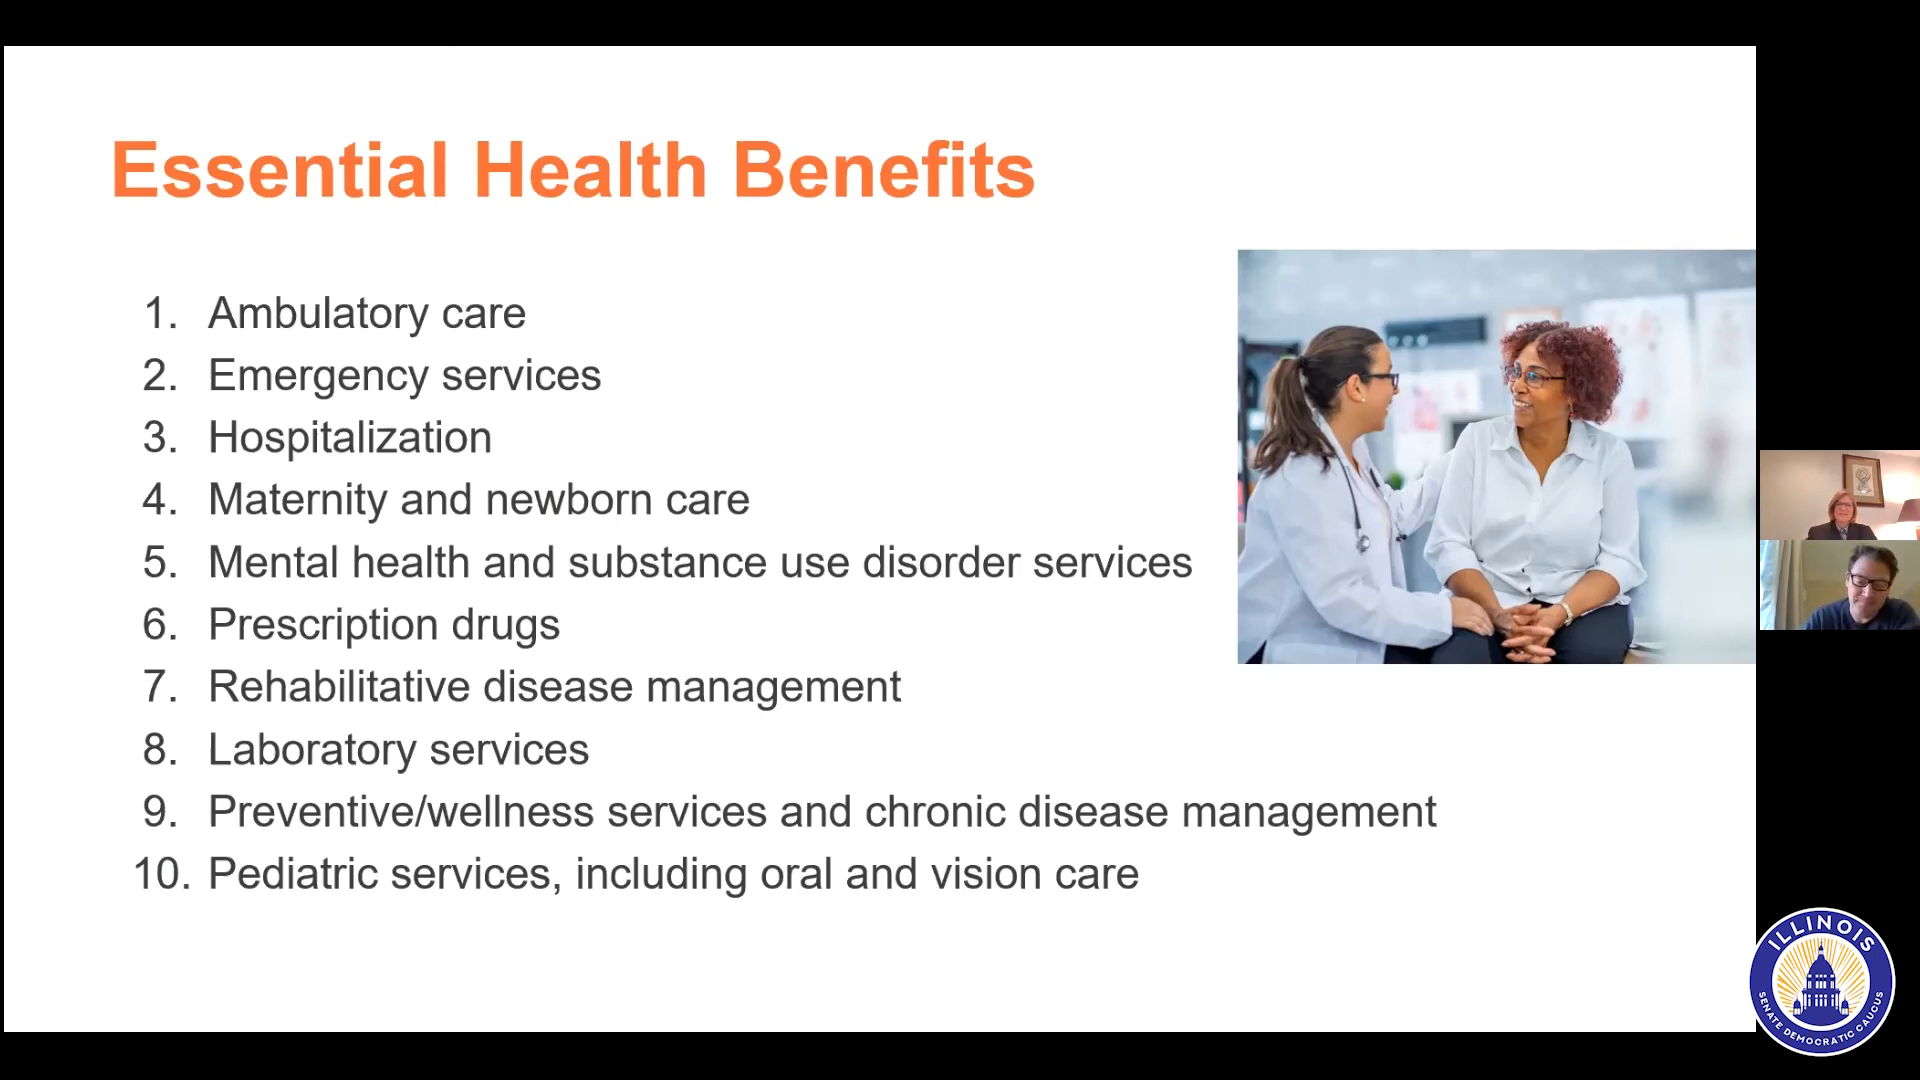 Essential Health Benefits
1. Ambulatory care
2. Emergency services
3. Hospitalization
4. Maternity and newborn care
5. Mental health and substance use disorder services
6. Prescription drugs
7. Rehabilitative disease management
8. Laboratory services
9. Preventive/wellness services and chronic disease management
10. Pediatric services, including oral and vision care
ILLINOIS
SENATE DEMOCRATIC CAUCUS